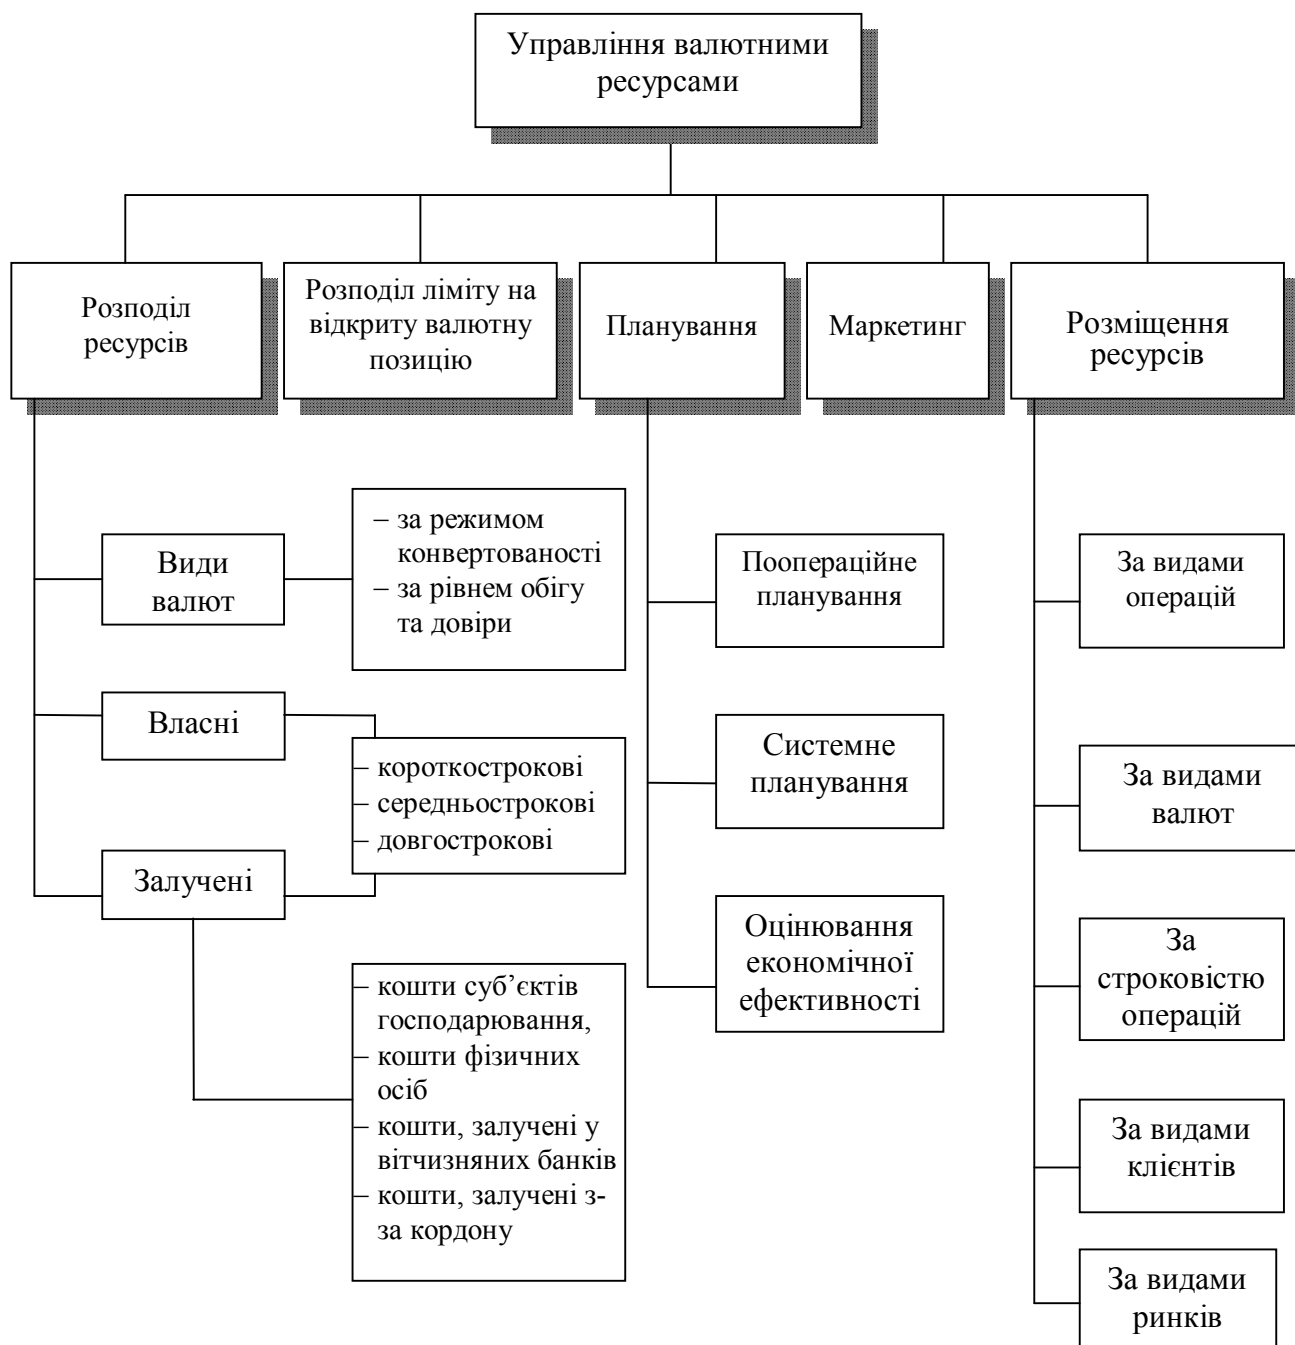 Управління валютними
ресурсами
Розподіл
ресурсів
Розподіл ліміту на
відкриту валютну
позицію
Планування
Маркетинг
Розміщення
ресурсів
Види
валют
– за режимом
конвертованості
– за рівнем обігу
та довіри
Власні
– короткострокові
– середньострокові
– довгострокові
Залучені
– кошти суб’єктів
господарювання,
– кошти фізичних
осіб
– кошти, залучені у
вітчизняних банків
– кошти, залучені з-
за кордону
Поопераційне
планування
Системне
планування
Оцінювання
економічної
ефективності
За видами
операцій
За видами
валют
За
строковістю
операцій
За видами
клієнтів
За видами
ринків